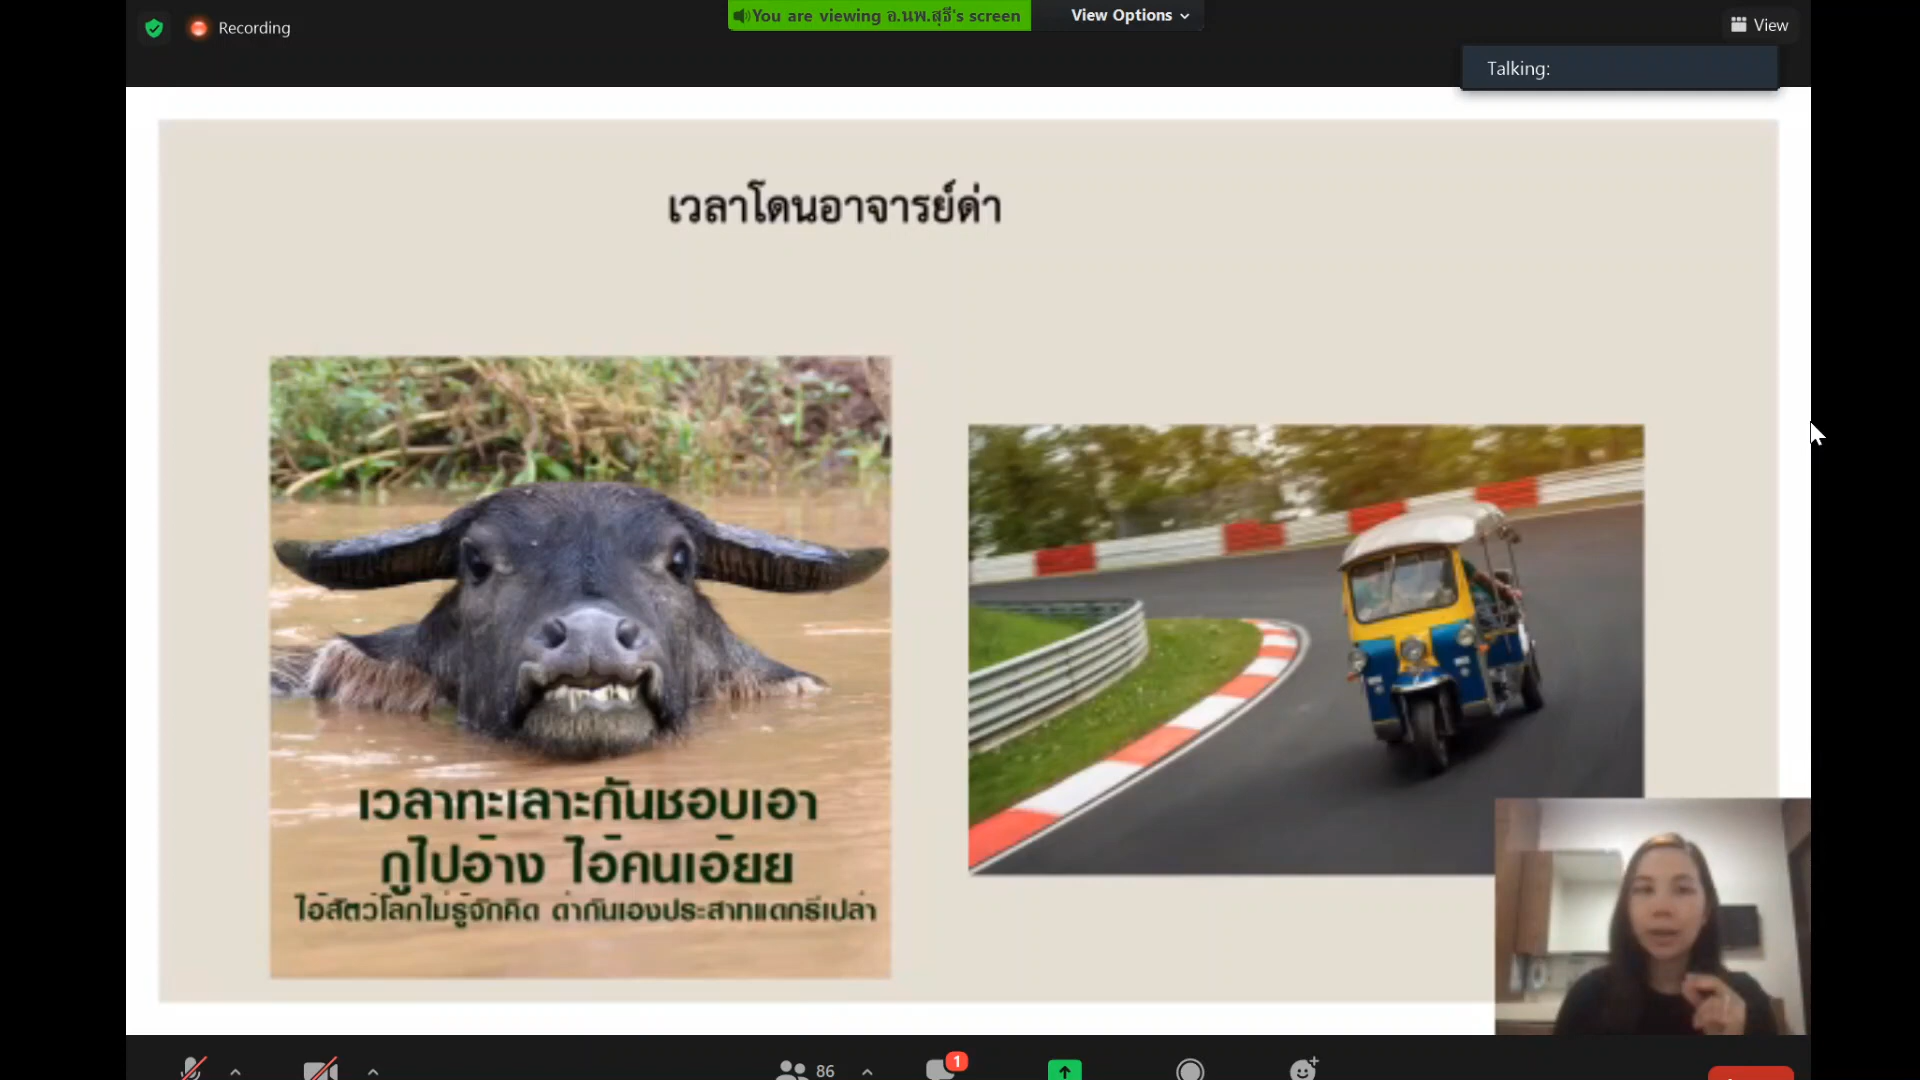 Recording
You are viewing อ.นพ.สุธี's screen
View Options
View
Talking:
เวลาโดนอาจารย์ด่า
เวลาทะเลาะกันชอบเอา
กูไปอ้าง ไอ้คนเอ้ยย
ไอ้สัตว์โลกไม่รู้จักคิด ด่ากันเองประสาทแดกรึเปล่า
86
1